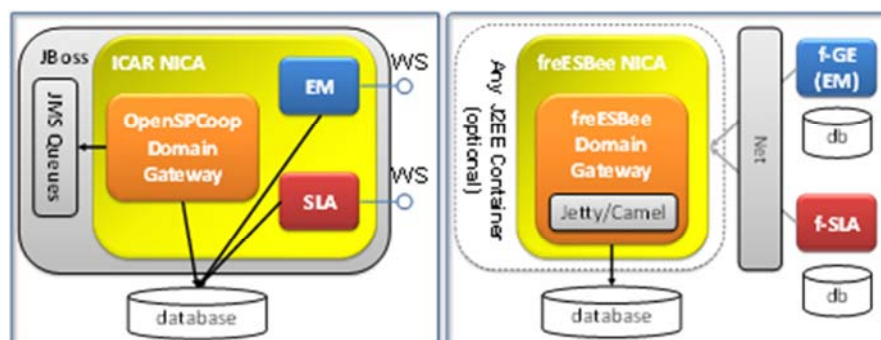 JBoss
ICAR NICA
JMS Queues
OpenSPCoop
Domain
Gateway
EM
WS
SLA
WS
database
Any J2EE Container
(optional)
freESBee NICA
freESBee
Domain
Gateway
Jetty/Camel
database
Net
f-GE
(EM)
db
f-SLA
db